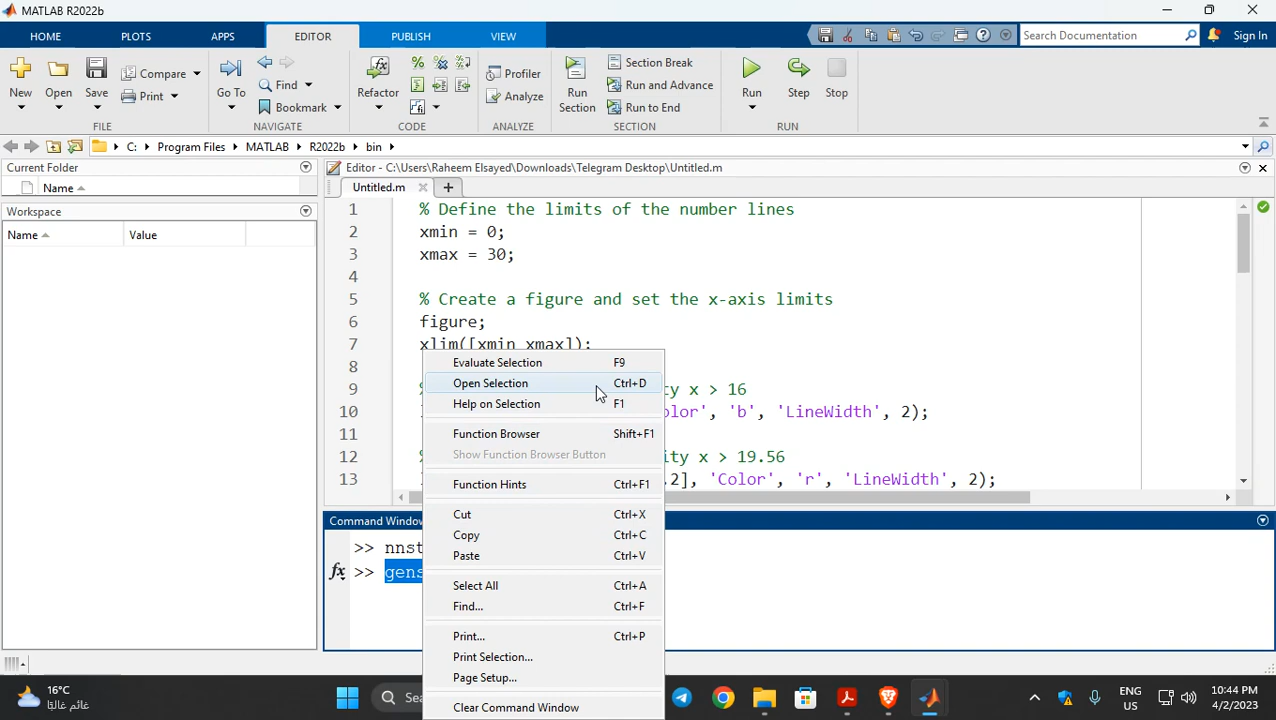 MATLAB R2022b
HOME PLOTS APPS EDITOR PUBLISH VIEW Search Documentation Sign In
New Open Save Compare Print
Go To Find Bookmark
Refactor
Profiler Analyze
Run Section Section Break Run and Advance Run to End
Run Step Stop
FILE NAVIGATE CODE ANALYZE SECTION RUN
C: Program Files MATLAB R2022b bin
Current Folder
Name
Workspace
Name Value
Editor - C:\Users\Raheem Elsayed\Downloads\Telegram Desktop\Untitled.m
Untitled.m
1 % Define the limits of the number lines
2 xmin = 0;
3 xmax = 30;
4
5 % Create a figure and set the x-axis limits
6 figure;
7 xlim([xmin xmax]);
8
9 x > 16
10 'b', 'LineWidth', 2);
11
12 x > 19.56
13 'Color', 'r', 'LineWidth', 2);
Evaluate Selection F9
Open Selection Ctrl+D
Help on Selection F1
Function Browser Shift+F1
Show Function Browser Button
Function Hints Ctrl+F1
Cut Ctrl+X
Copy Ctrl+C
Paste Ctrl+V
Select All Ctrl+A
Find... Ctrl+F
Print... Ctrl+P
Print Selection...
Page Setup...
Clear Command Window
Command Window
>> nnst
fx >> gens
16°C
غائم غالبًا
ENG
US
10:44 PM
4/2/2023